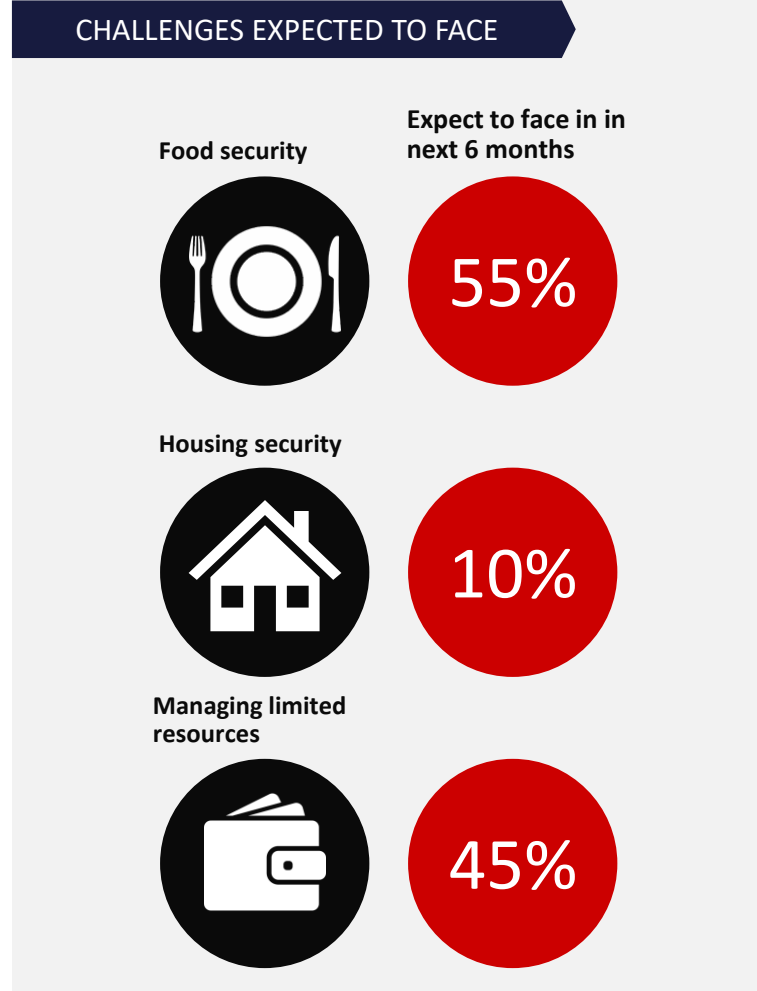 CHALLENGES EXPECTED TO FACE
Food security
Expect to face in in
next 6 months
55%
Housing security
10%
Managing limited
resources
45%